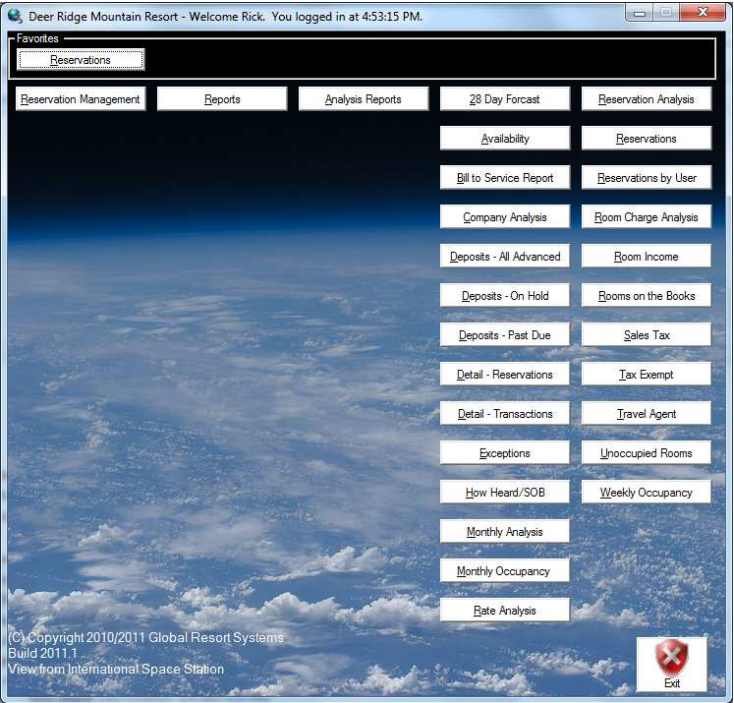 Deer Ridge Mountain Resort - Welcome Rick. You logged in at 4:53:15 PM.
Favorites
Reservations
Reservation Management
Reports
Analysis Reports
28 Day Forcast
Reservation Analysis
Availability
Reservations
Bill to Service Report
Reservations by User
Company Analysis
Room Charge Analysis
Deposits - All Advanced
Room Income
Deposits - On Hold
Rooms on the Books
Deposits - Past Due
Sales Tax
Detail - Reservations
Tax Exempt
Detail - Transactions
Travel Agent
Exceptions
Unoccupied Rooms
How Heard/SOB
Weekly Occupancy
Monthly Analysis
Monthly Occupancy
Rate Analysis
(C) Copyright 2010/2011 Global Resort Systems
Build 2011.1
View from International Space Station
Exit